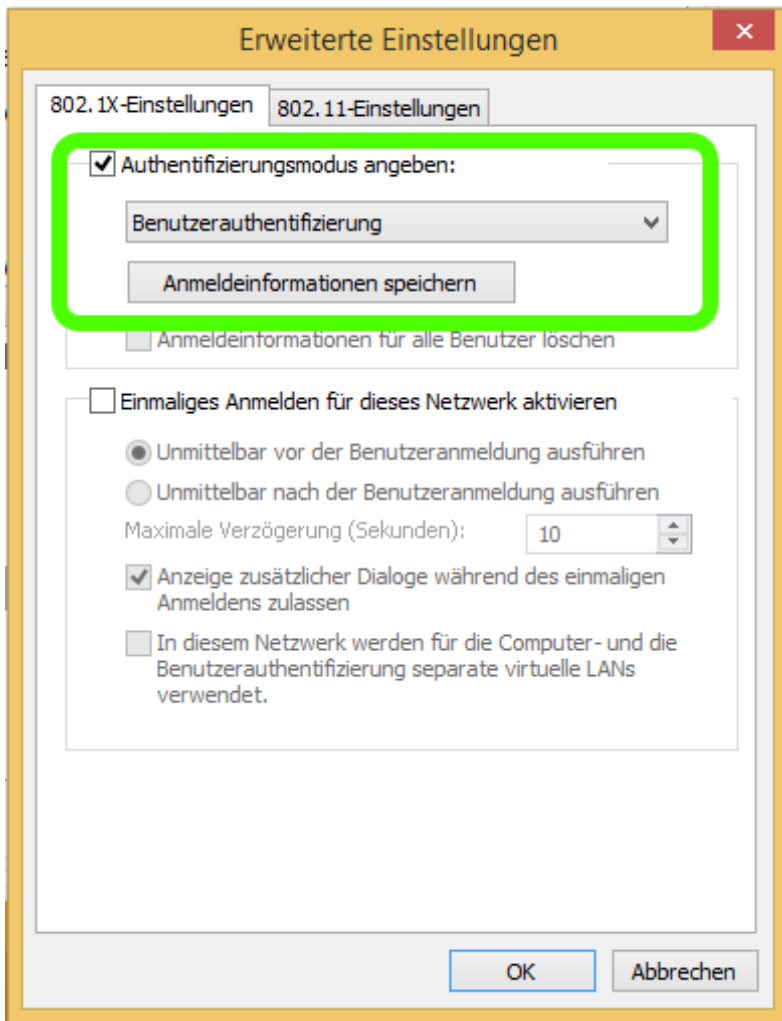 Erweiterte Einstellungen
802.1X-Einstellungen
802.11-Einstellungen
Authentifizierungsmodus angeben:
Benutzerauthentifizierung
Anmeldeinformationen speichern
Anmeldeinformationen für alle Benutzer löschen
Einmaliges Anmelden für dieses Netzwerk aktivieren
Unmittelbar vor der Benutzeranmeldung ausführen
Unmittelbar nach der Benutzeranmeldung ausführen
Maximale Verzögerung (Sekunden):
10
Anzeige zusätzlicher Dialoge während des einmaligen
Anmeldens zulassen
In diesem Netzwerk werden für die Computer- und die
Benutzerauthentifizierung separate virtuelle LANs
verwendet.
OK
Abbrechen